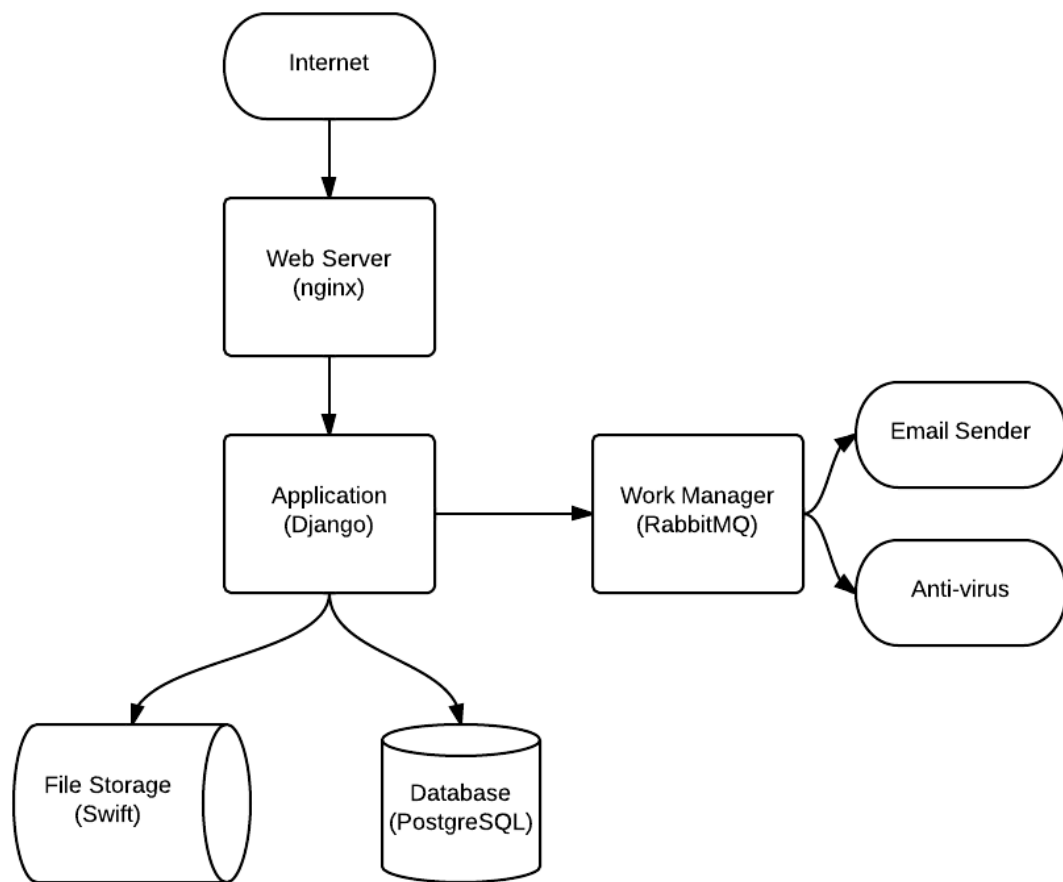 Internet
Web Server
(nginx)
Application
(Django)
Work Manager
(RabbitMQ)
Email Sender
Anti-virus
File Storage
(Swift)
Database
(PostgreSQL)